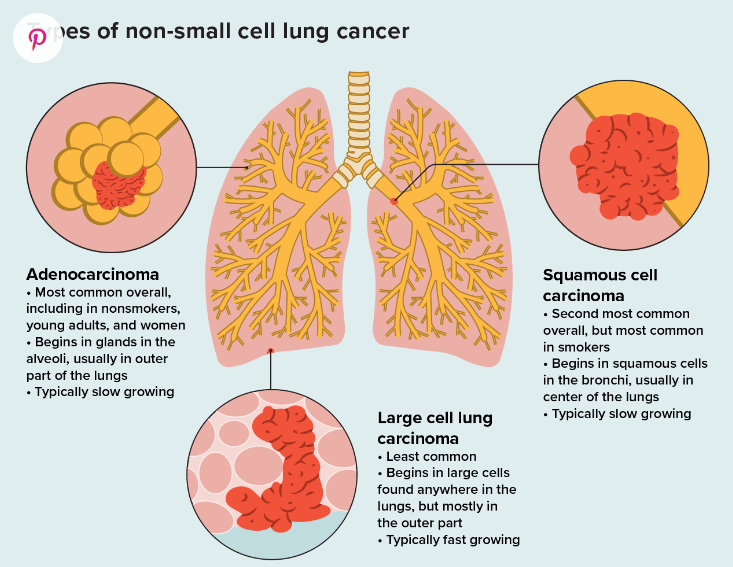 Types of non-small cell lung cancer
Adenocarcinoma
• Most common overall,
including in nonsmokers,
young adults, and women
• Begins in glands in the
alveoli, usually in outer
part of the lungs
• Typically slow growing
Squamous cell
carcinoma
• Second most common
overall, but most common
in smokers
• Begins in squamous cells
in the bronchi, usually in
center of the lungs
• Typically slow growing
Large cell lung
carcinoma
• Least common
• Begins in large cells
found anywhere in the
lungs, but mostly in
the outer part
• Typically fast growing